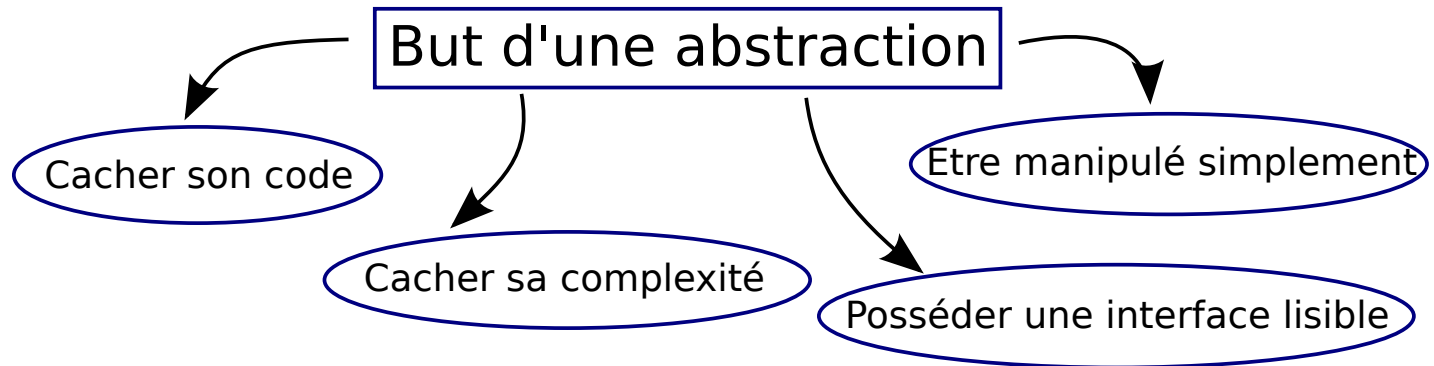 But d'une abstraction
Cacher son code
Etre manipulé simplement
Cacher sa complexité
Posséder une interface lisible